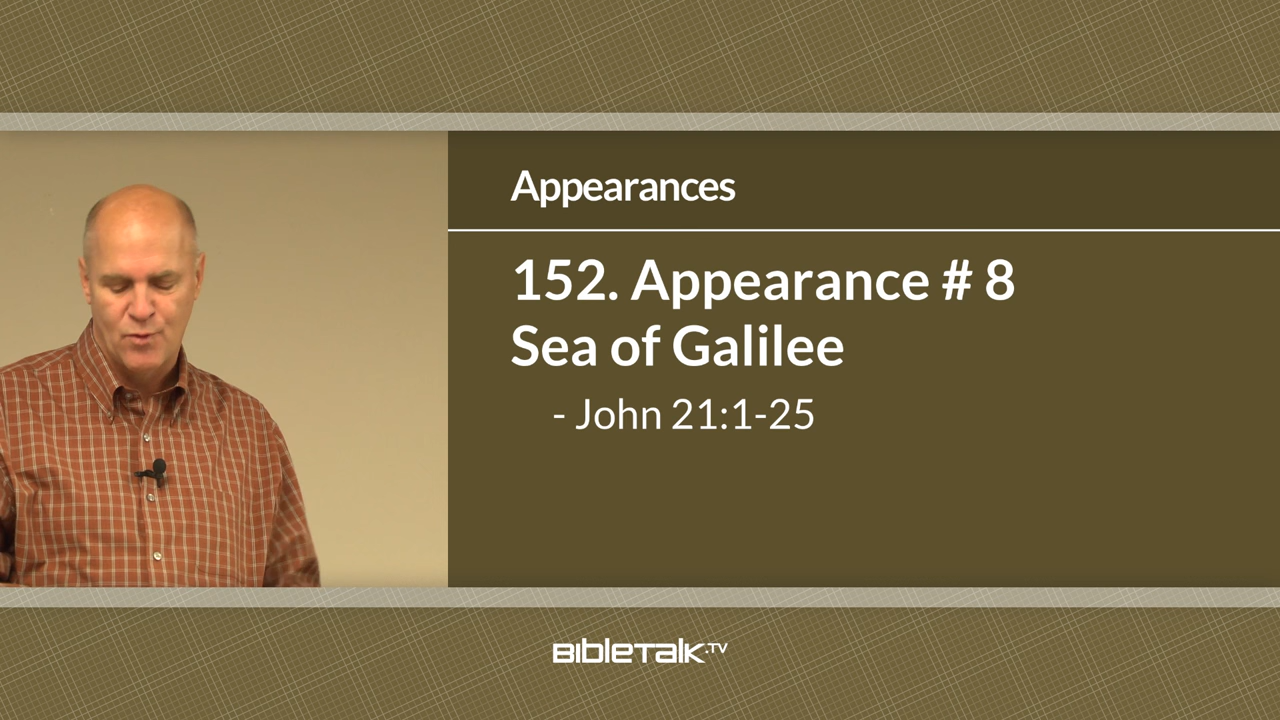 Appearances
152. Appearance # 8
Sea of Galilee
- John 21:1-25
BIBLETALK.TV